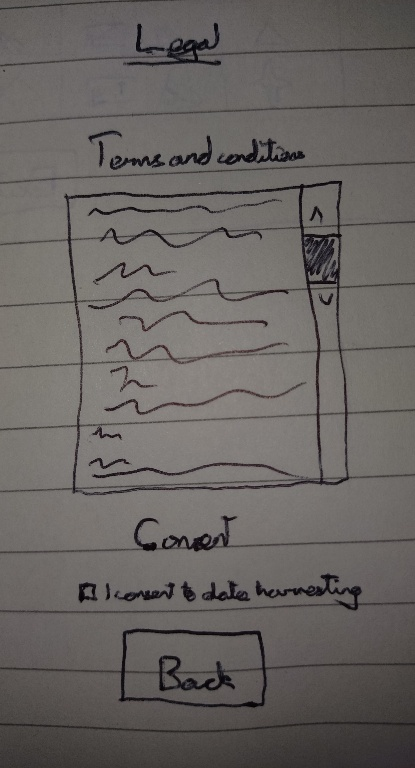 Legal
Terms and conditions
Consent
I consent to data harvesting
Back